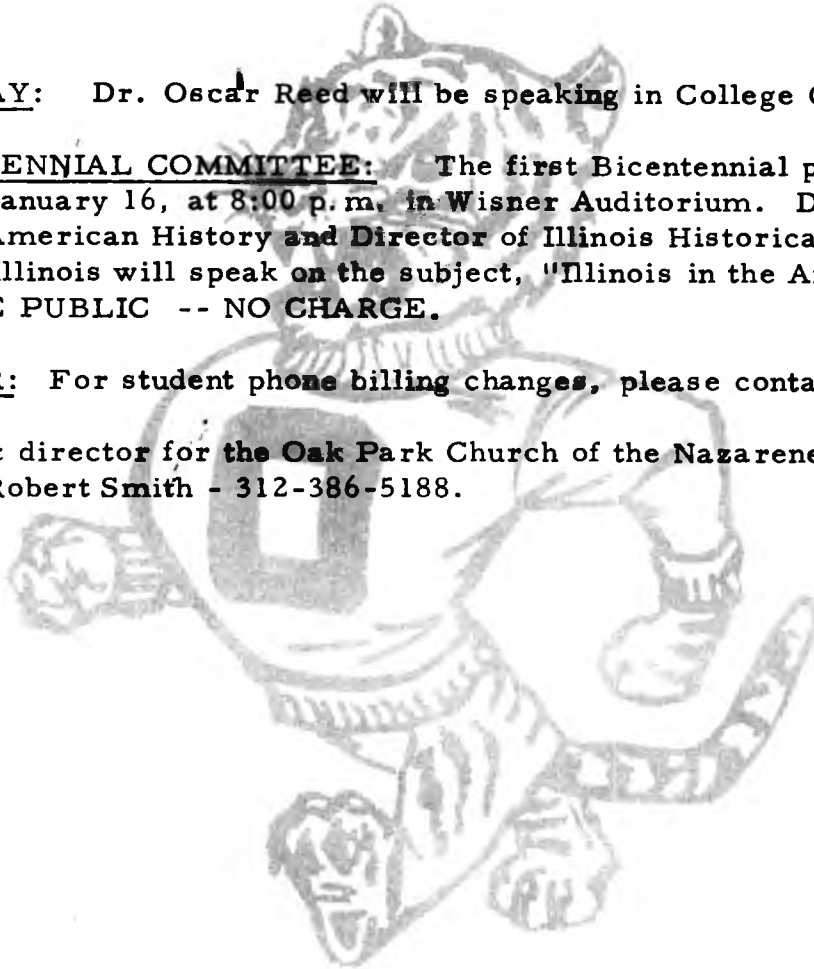 AY: Dr. Oscar Reed will be speaking in College C
ENNIAL COMMITTEE: The first Bicentennial p
anuary 16, at 8:00 p.m. in Wisner Auditorium. D
American History and Director of Illinois Historica
llinois will speak on the subject, "Illinois in the A
C PUBLIC -- NO CHARGE.
R: For student phone billing changes, please conta
c director for the Oak Park Church of the Nazarene
Robert Smith - 312-386-5188.
O